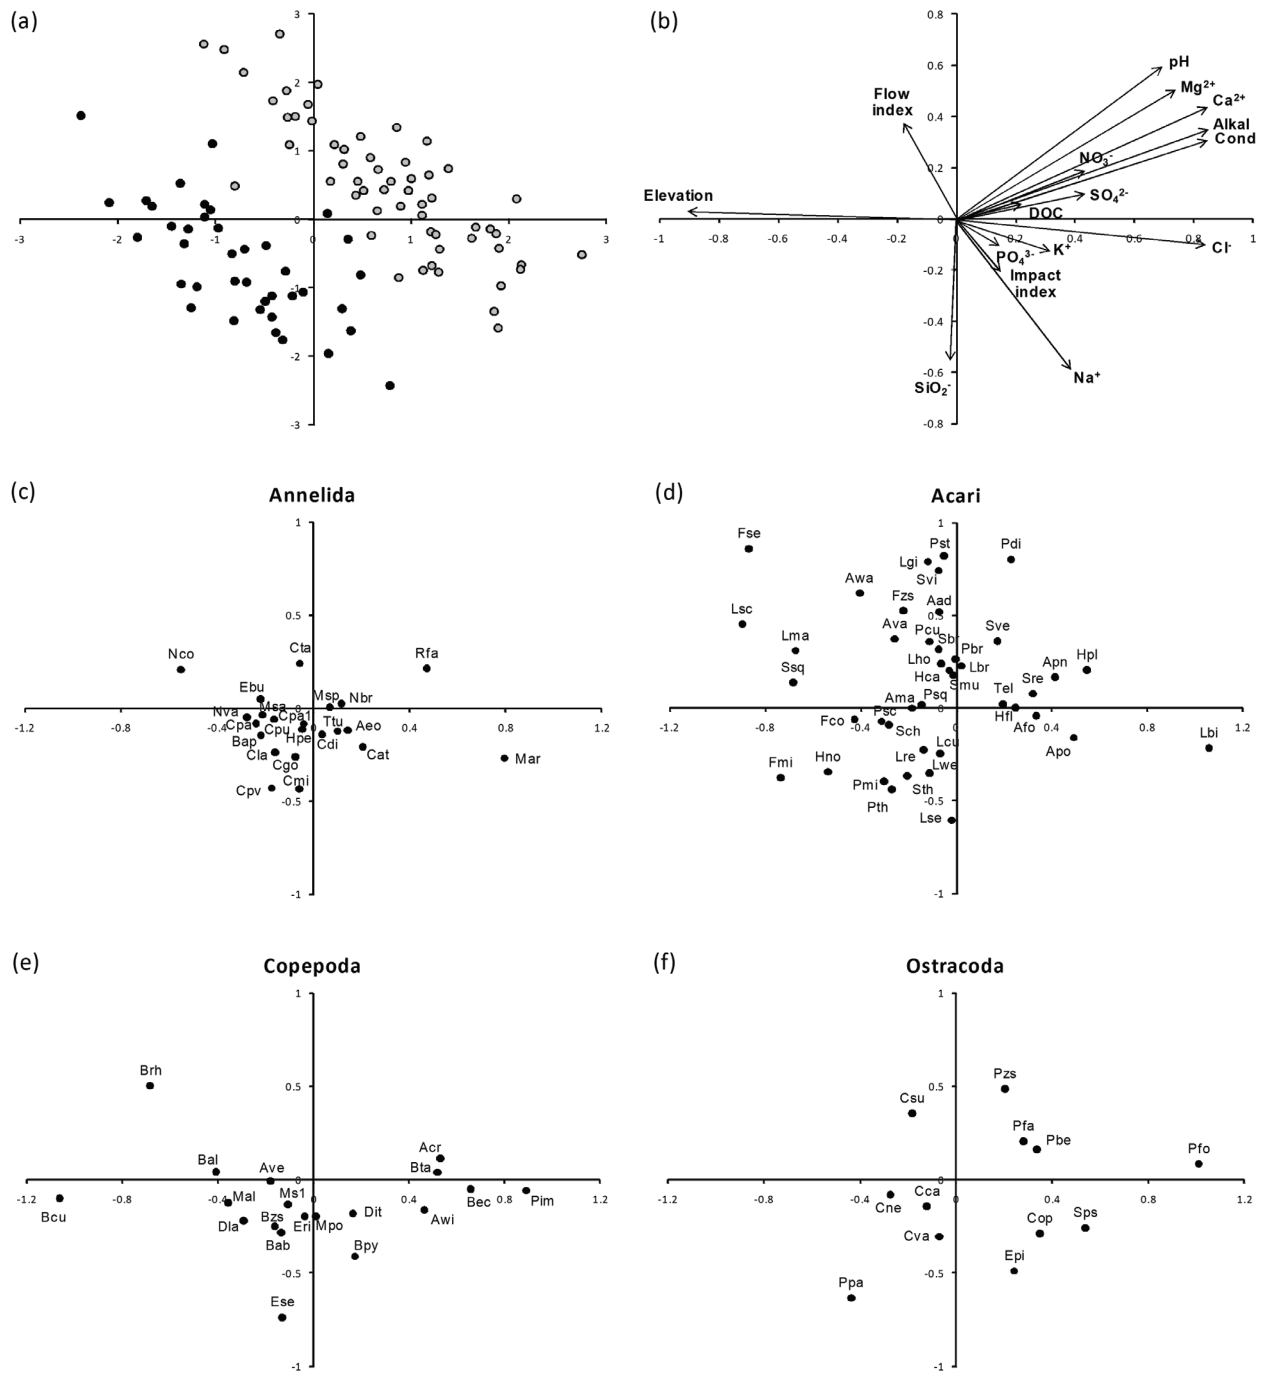 (a)
3
2
1
0
-1
-2
-3
-3
-2
-1
0
1
2
3
(b)
0.8
0.6
0.4
0.2
0
-0.2
-0.4
-0.6
-0.8
-1
-0.8
-0.6
-0.4
-0.2
0
0.2
0.4
0.6
0.8
1
pH
Mg2+
Ca2+
Alkal
Cond
Flow
index
NO3-
SO42-
DOC
Elevation
Cl-
K+
PO43-
Impact
index
Na+
SiO2-
(c)
Annelida
1
0.5
0
-0.5
-1
-1.2
-0.8
-0.4
0
0.4
0.8
1.2
Nco
Cta
Rfa
Ebu
Msp
Nbr
Nva
Msa
Cpa
Cpa1
Ttu
Aeo
Bap
Cpu
Hpe
Cdi
Cat
Mar
Cla
Cgo
Cpv
Cmi
(d)
Acari
1
0.5
0
-0.5
-1
-0.8
-0.4
0
0.4
0.8
1.2
Fse
Pst
Pdi
Lgi
Svi
Awa
Fzs
Aad
Lsc
Ava
Pcu
Sbr
Sve
Lma
Pbr
Lho
Lbr
Hpl
Ssq
Hca
Smu
Apn
Sre
Ama
Psq
Tel
Psc
Hfl
Fco
Sch
Afo
Lbi
Apo
Hno
Lre
Lcu
Fmi
Lwe
Pmi
Sth
Pth
Lse
(e)
Copepoda
1
0.5
0
-0.5
-1
-1.2
-0.8
-0.4
0
0.4
0.8
1.2
Brh
Acr
Bal
Ave
Bta
Mal
Ms1
Bec
Pim
Bcu
Dla
Bzs
Eri
Mpo
Dit
Awi
Bab
Bpy
Ese
(f)
Ostracoda
1
0.5
0
-0.5
-1
-1.2
-0.8
-0.4
0
0.4
0.8
1.2
Pzs
Csu
Pfa
Pbe
Pfo
Cca
Cne
Cop
Sps
Cva
Epi
Ppa